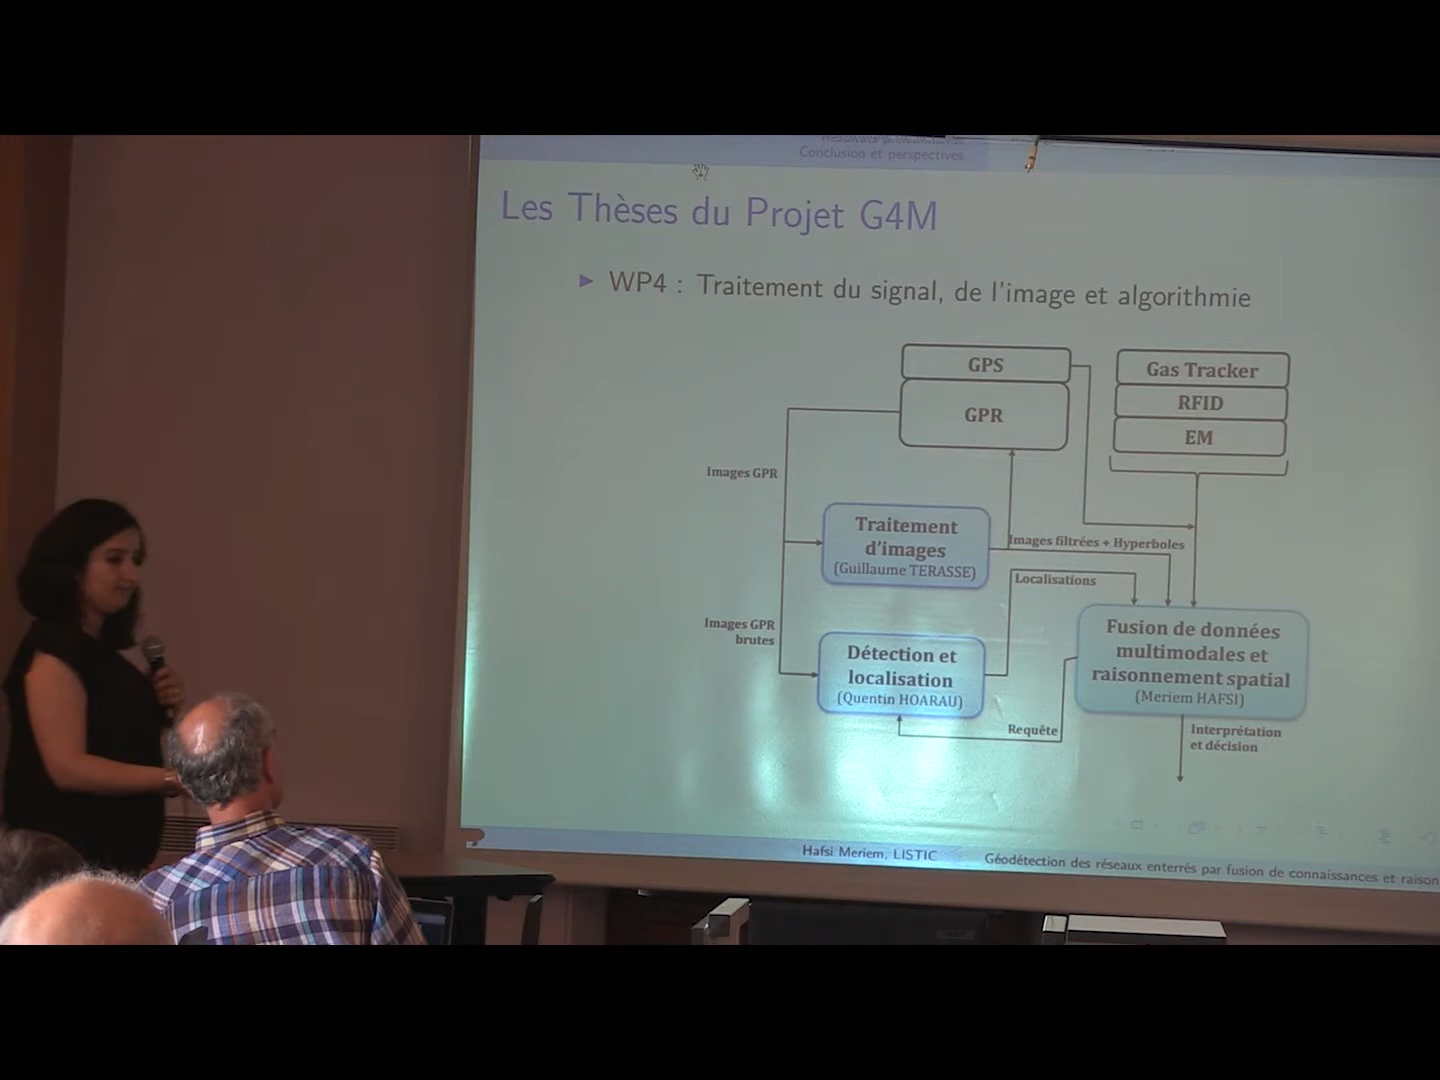 Conclusion et perspectives
Les Thèses du Projet G4M
WP4 : Traitement du signal, de l'image et algorithmie
GPS
GPR
Gas Tracker
RFID
EM
Images GPR
Traitement
d'images
(Guillaume TERASSE)
Images filtrées + Hyperboles
Localisations
Images GPR
brutes
Détection et
localisation
(Quentin HOARAU)
Fusion de données
multimodales et
raisonnement spatial
(Meriem HAFSI)
Requête
Interprétation
et décision
Hafsi Meriem, LISTIC
Géodétection des réseaux enterrés par fusion de connaissances et raison